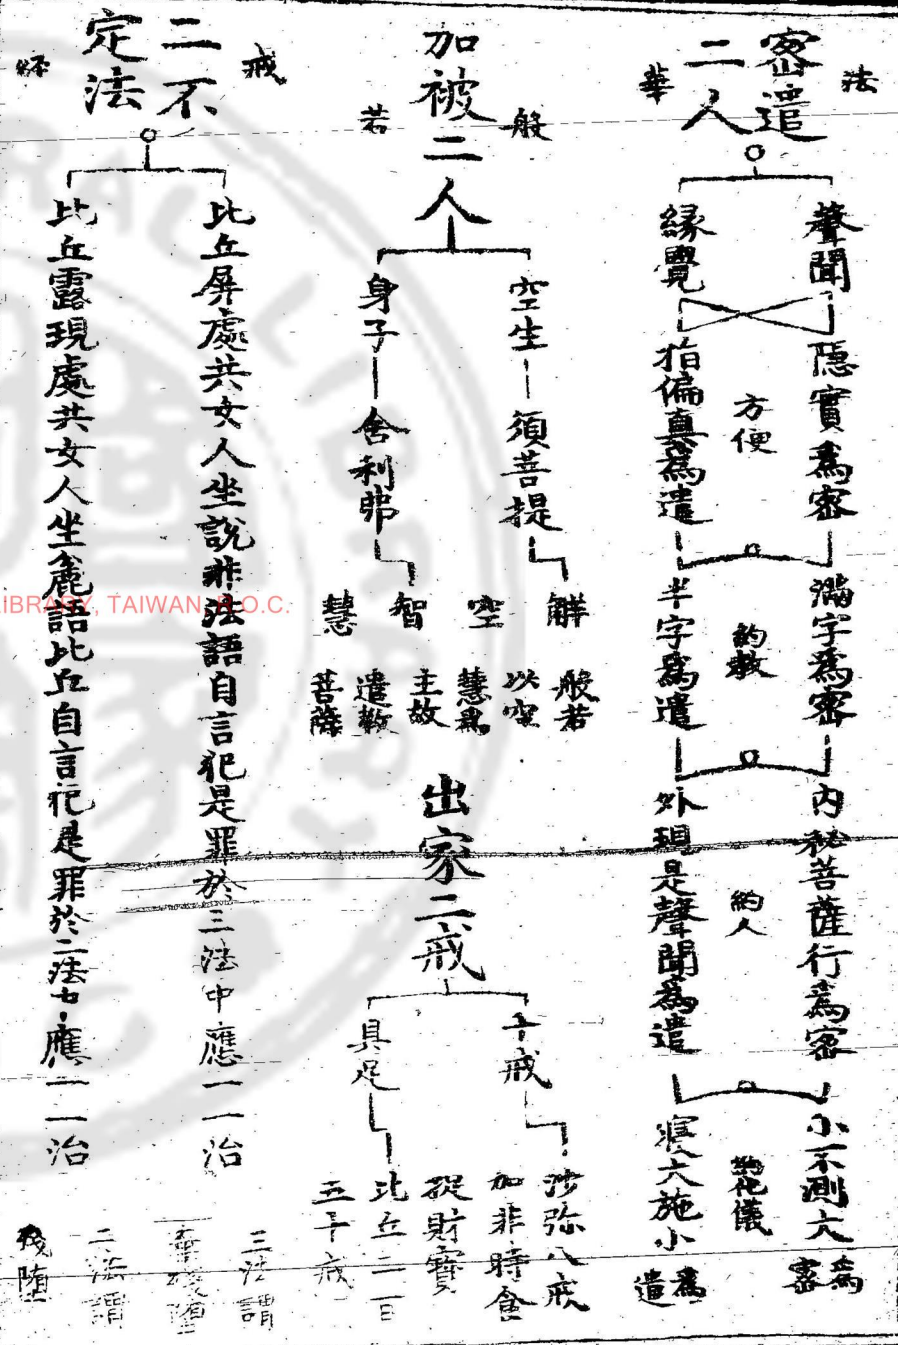 法華
密遣二人
聲聞
緣覺
隱實為密
方便
指偏真為遣
滿字為密
約教
半字為遣
內秘菩薩行為密
約人
外現是聲聞為遣
小不測大為密
約化儀
寢大施小為遣
般若
加被二人
空生
須菩提
解空
般若以空慧為主故
身子
舍利弗
智慧
遣教菩薩
出家二戒
十戒
沙弥八戒加非時食捉財寶
具足
比丘二百五十戒
戒
二不定法
比丘屏處共女人坐說非法語自言犯是罪於三法中應一一治
三法謂
比丘露現處共女人坐麁語比丘自言犯是罪於二法中應一一治
二法謂
殘墮
LIBRARY, TAIWAN, R.O.C.